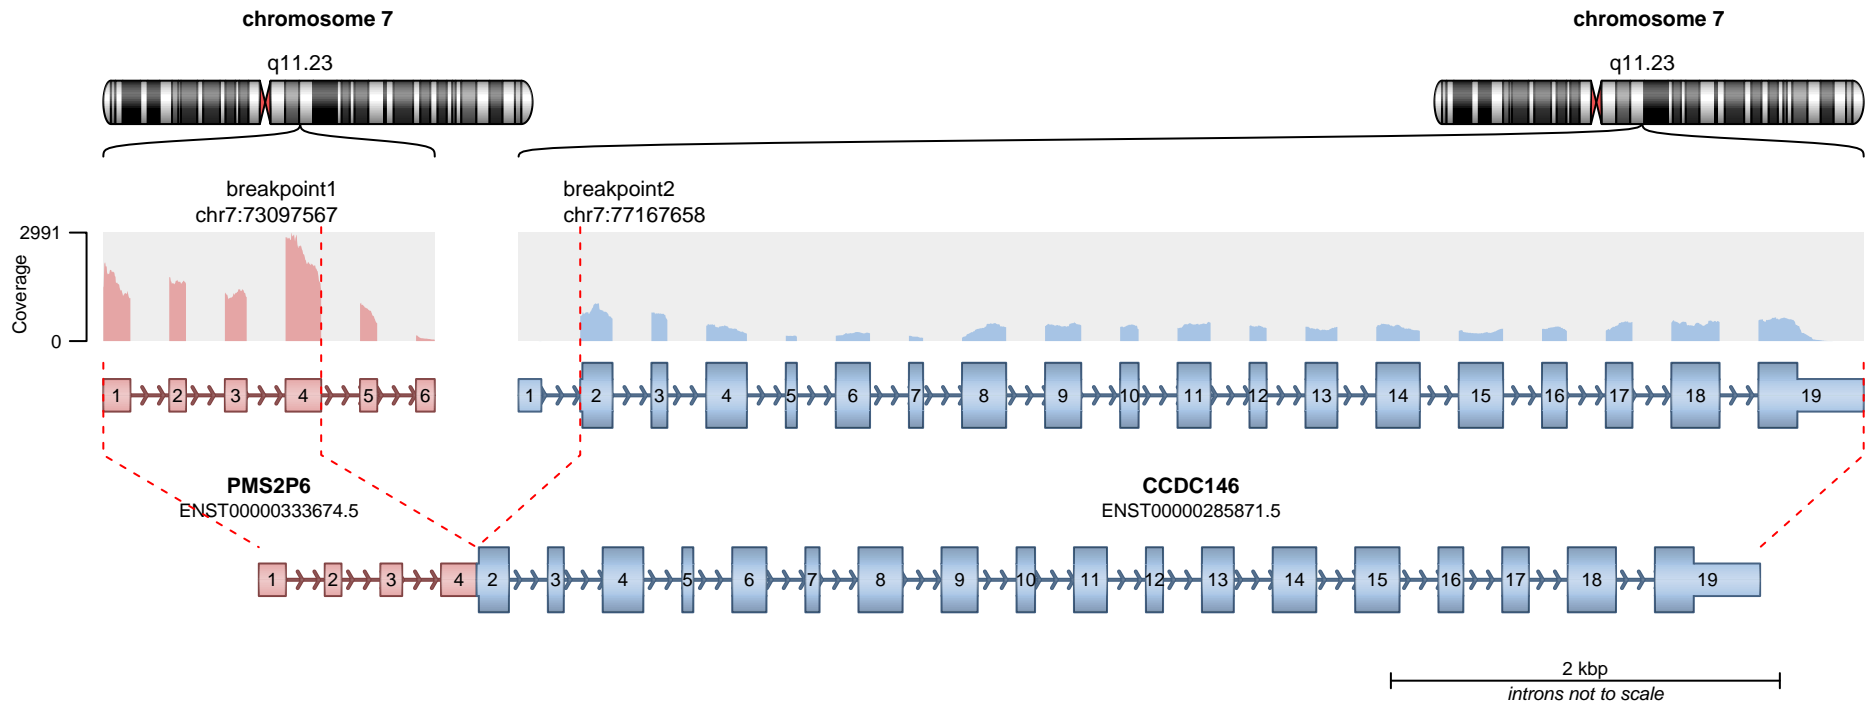 chromosome 7
chromosome 7
q11.23
q11.23
breakpoint1
chr7:73097567
breakpoint2
chr7:77167658
2991
Coverage
0
1 2 3 4 5 6
1 2 3 4 5 6 7 8 9 10 11 12 13 14 15 16 17 18 19
PMS2P6
ENST00000333674.5
CCDC146
ENST00000285871.5
1 2 3 4 2 3 4 5 6 7 8 9 10 11 12 13 14 15 16 17 18 19
2 kbp
introns not to scale